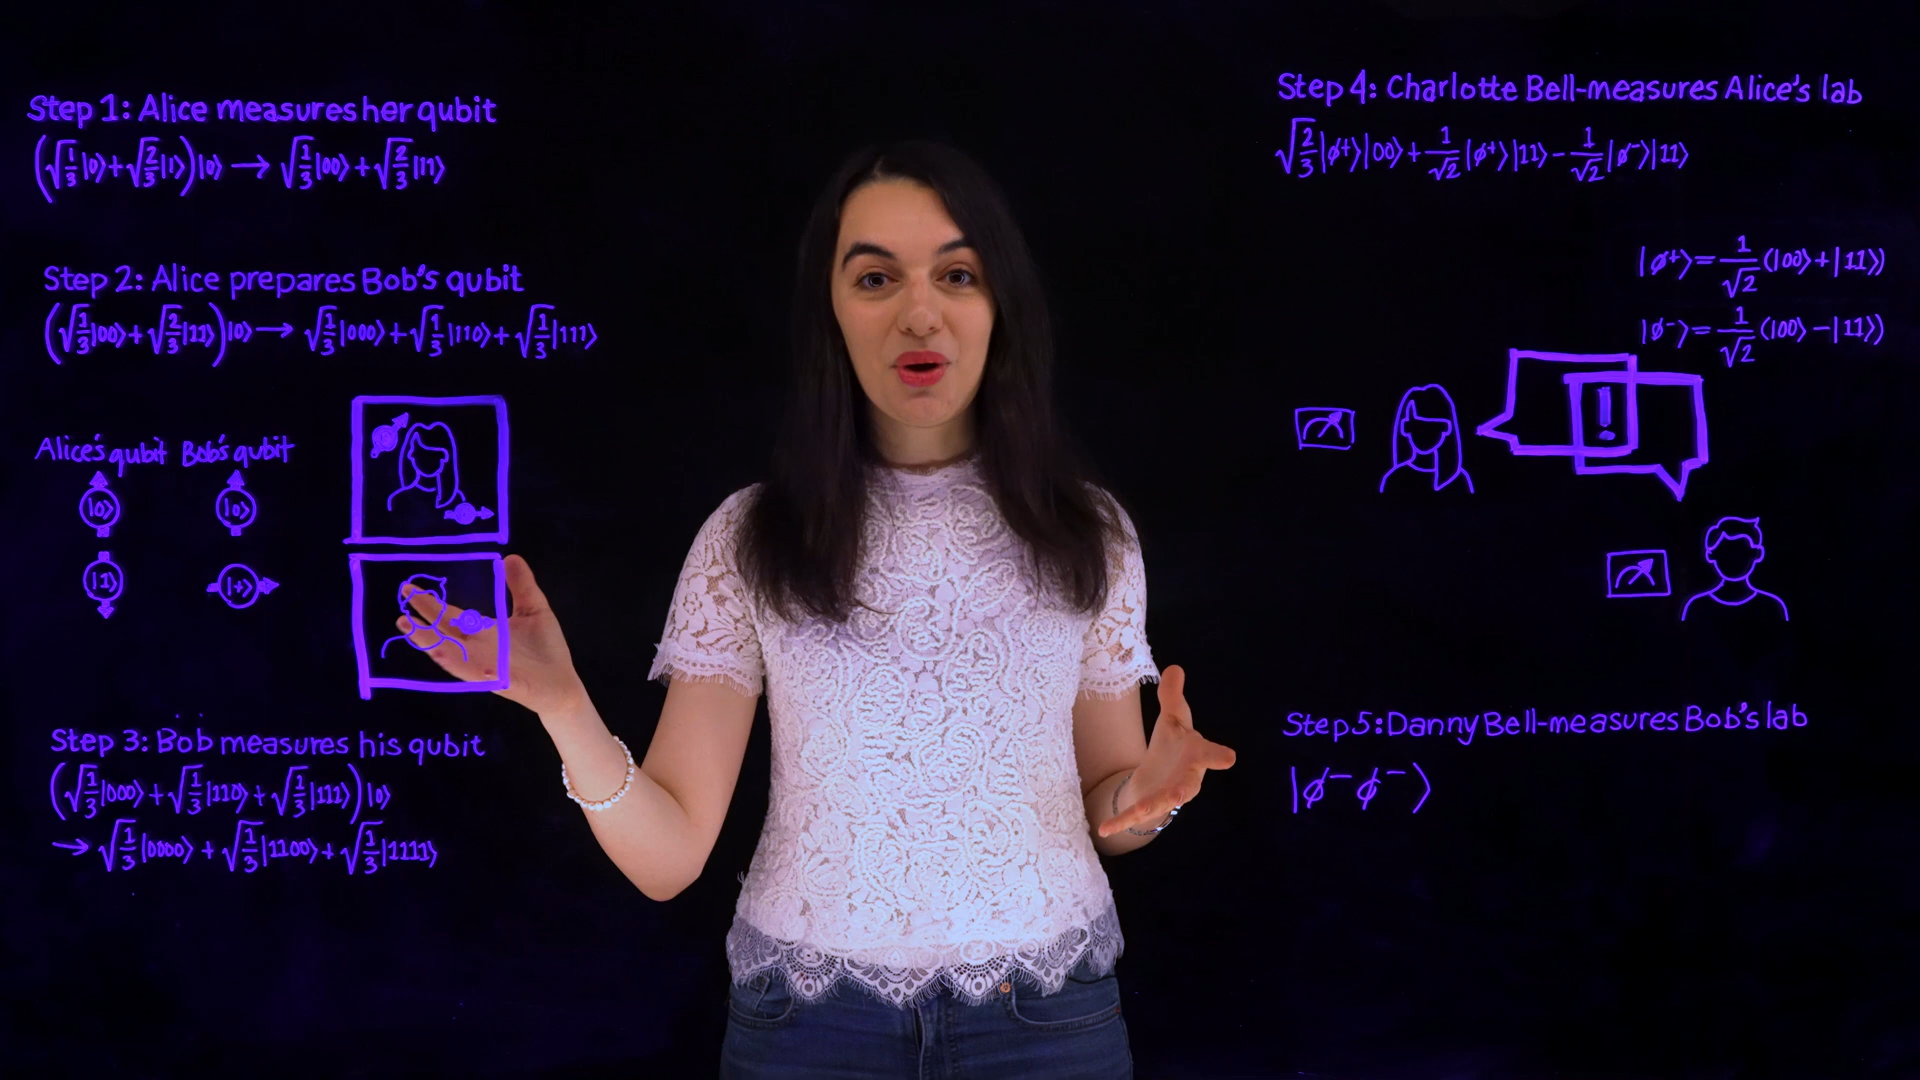 Step 1: Alice measures her qubit
(√1/3|0⟩+√2/3|1⟩)|0⟩ → √1/3|00⟩+√2/3|11⟩
Step 2: Alice prepares Bob's qubit
(√1/3|00⟩+√2/3|11⟩)|0⟩ → √1/3|000⟩+√1/3|110⟩+√1/3|111⟩
Alice's qubit Bob's qubit
|0⟩ |0⟩
|1⟩ |+⟩
Step 3: Bob measures his qubit
(√1/3|000⟩+√1/3|110⟩+√1/3|111⟩)|0⟩
→ √1/3|0000⟩+√1/3|1100⟩+√1/3|1111⟩
Step 4: Charlotte Bell-measures Alice's lab
√2/3|ϕ⁺⟩|00⟩+1/√2|ϕ⁺⟩|11⟩-1/√2|ϕ⁻⟩|11⟩
|ϕ⁺⟩=1/√2(|00⟩+|11⟩)
|ϕ⁻⟩=1/√2(|00⟩-|11⟩)
!
Step 5: Danny Bell-measures Bob's lab
|ϕ⁻ϕ⁻⟩